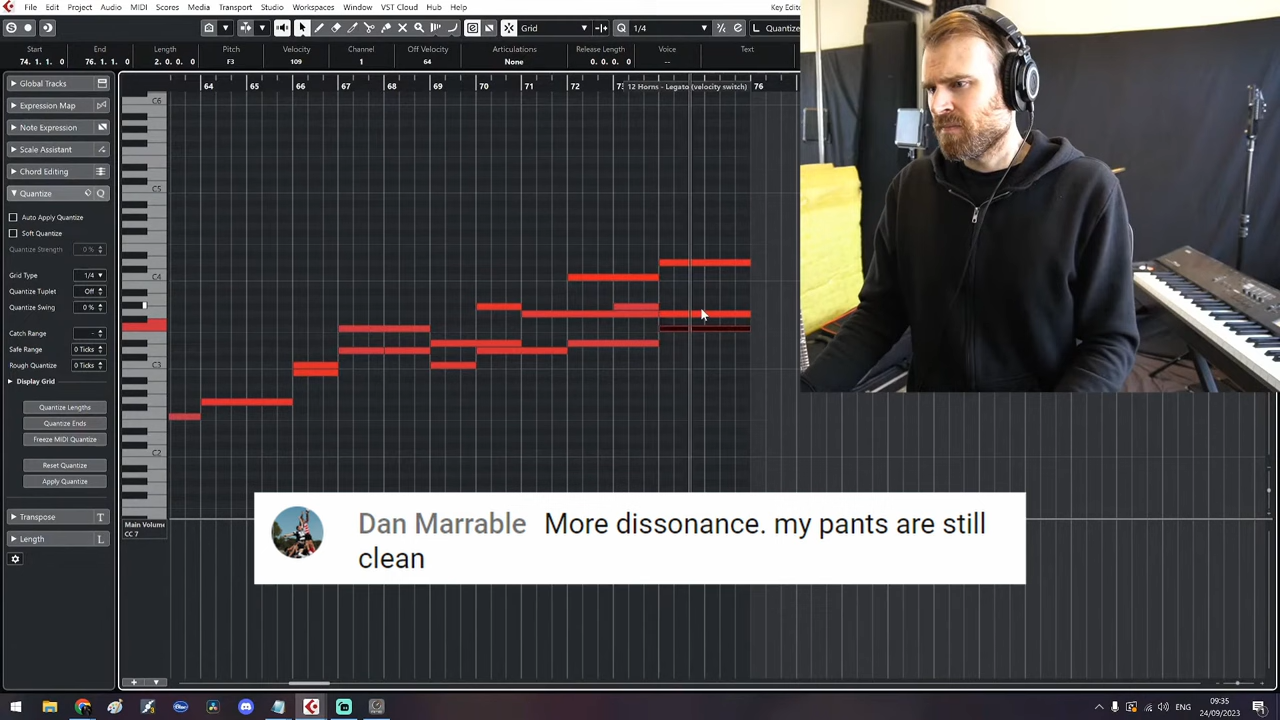 File Edit Project Audio MIDI Scores Media Transport Studio Workspaces Window VST Cloud Hub Help Key Edito
Grid 1/4 Quantize L
Start End Length Pitch Velocity Channel Off Velocity Articulations Release Length Voice Text
74. 1. 1. 0 76. 1. 1. 0 2. 0. 0. 0 F3 109 1 64 None 0. 0. 0. 0 --
64 65 66 67 68 69 70 71 72 73 12 Horns - Legato (velocity switch) 76
Global Tracks
Expression Map
Note Expression
Scale Assistant
Chord Editing
Quantize
Auto Apply Quantize
Soft Quantize
Quantize Strength 0 %
Grid Type 1/4
Quantize Tuplet Off
Quantize Swing 0 %
Catch Range -
Safe Range 0 Ticks
Rough Quantize 0 Ticks
Display Grid
Quantize Lengths
Quantize Ends
Freeze MIDI Quantize
Reset Quantize
Apply Quantize
Transpose
Length
C6
C5
C4
C3
C2
Main Volume
CC 7
Dan Marrable More dissonance. my pants are still
clean
ENG
09:35
24/09/2023